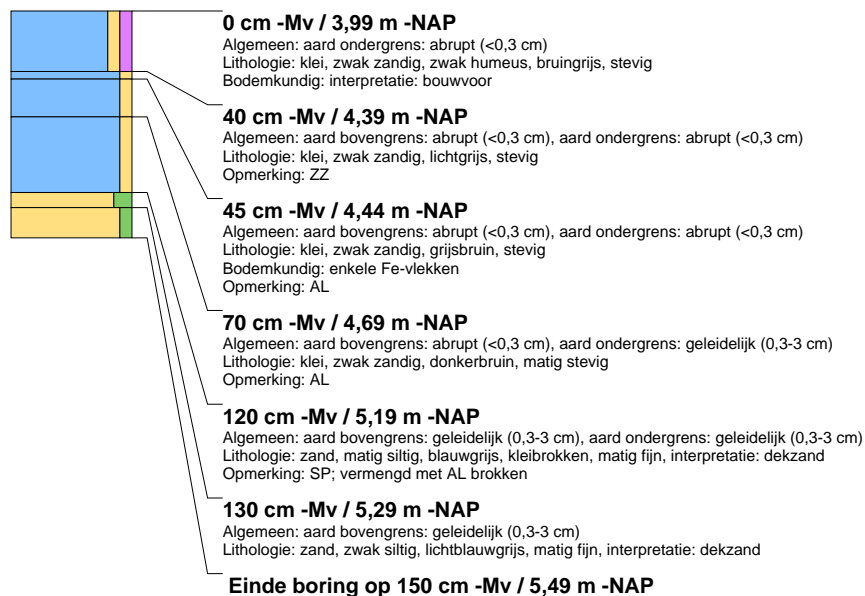 0 cm -Mv / 3,99 m -NAP
Algemeen: aard ondergrens: abrupt (<0,3 cm)
Lithologie: klei, zwak zandig, zwak humeus, bruingrijs, stevig
Bodemkundig: interpretatie: bouwvoor
40 cm -Mv / 4,39 m -NAP
Algemeen: aard bovengrens: abrupt (<0,3 cm), aard ondergrens: abrupt (<0,3 cm)
Lithologie: klei, zwak zandig, lichtgrijs, stevig
Opmerking: ZZ
45 cm -Mv / 4,44 m -NAP
Algemeen: aard bovengrens: abrupt (<0,3 cm), aard ondergrens: abrupt (<0,3 cm)
Lithologie: klei, zwak zandig, grijsbruin, stevig
Bodemkundig: enkele Fe-vlekken
Opmerking: AL
70 cm -Mv / 4,69 m -NAP
Algemeen: aard bovengrens: abrupt (<0,3 cm), aard ondergrens: geleidelijk (0,3-3 cm)
Lithologie: klei, zwak zandig, donkerbruin, matig stevig
Opmerking: AL
120 cm -Mv / 5,19 m -NAP
Algemeen: aard bovengrens: geleidelijk (0,3-3 cm), aard ondergrens: geleidelijk (0,3-3 cm)
Lithologie: zand, matig siltig, blauwgrijs, kleibrokken, matig fijn, interpretatie: dekzand
Opmerking: SP; vermengd met AL brokken
130 cm -Mv / 5,29 m -NAP
Algemeen: aard bovengrens: geleidelijk (0,3-3 cm)
Lithologie: zand, zwak siltig, lichtblauwgrijs, matig fijn, interpretatie: dekzand
Einde boring op 150 cm -Mv / 5,49 m -NAP